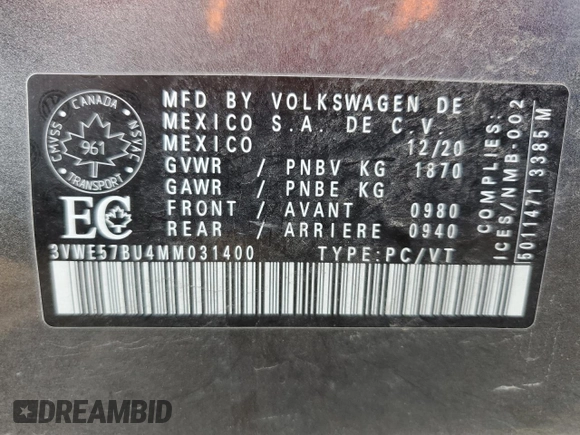 CANADA
CMVSS
NSVAC
961
TRANSPORT
EC
MFD BY VOLKSWAGEN DE
MEXICO S.A. DE C.V.
MEXICO 12/20
GVWR / PNBV KG 1870
GAWR / PNBE KG
FRONT / AVANT 0980
REAR / ARRIERE 0940
3VWE57BU4MM031400 TYPE:PC/VT
COMPLIES:
ICES/NMB-002
5011471 3385 M
DREAMBID